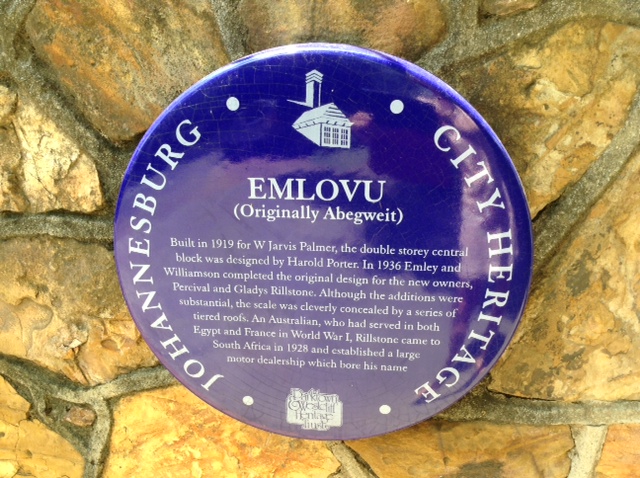 JOHANNESBURG
CITY HERITAGE
EMLOVU
(Originally Abegweit)
Built in 1919 for W Jarvis Palmer, the double storey central
block was designed by Harold Porter. In 1936 Emley and
Williamson completed the original design for the new owners,
Percival and Gladys Rillstone. Although the additions were
substantial, the scale was cleverly concealed by a series of
tiered roofs. An Australian, who had served in both
Egypt and France in World War I, Rillstone came to
South Africa in 1928 and established a large
motor dealership which bore his name
Parktown
& Westcliff
Heritage
Trust